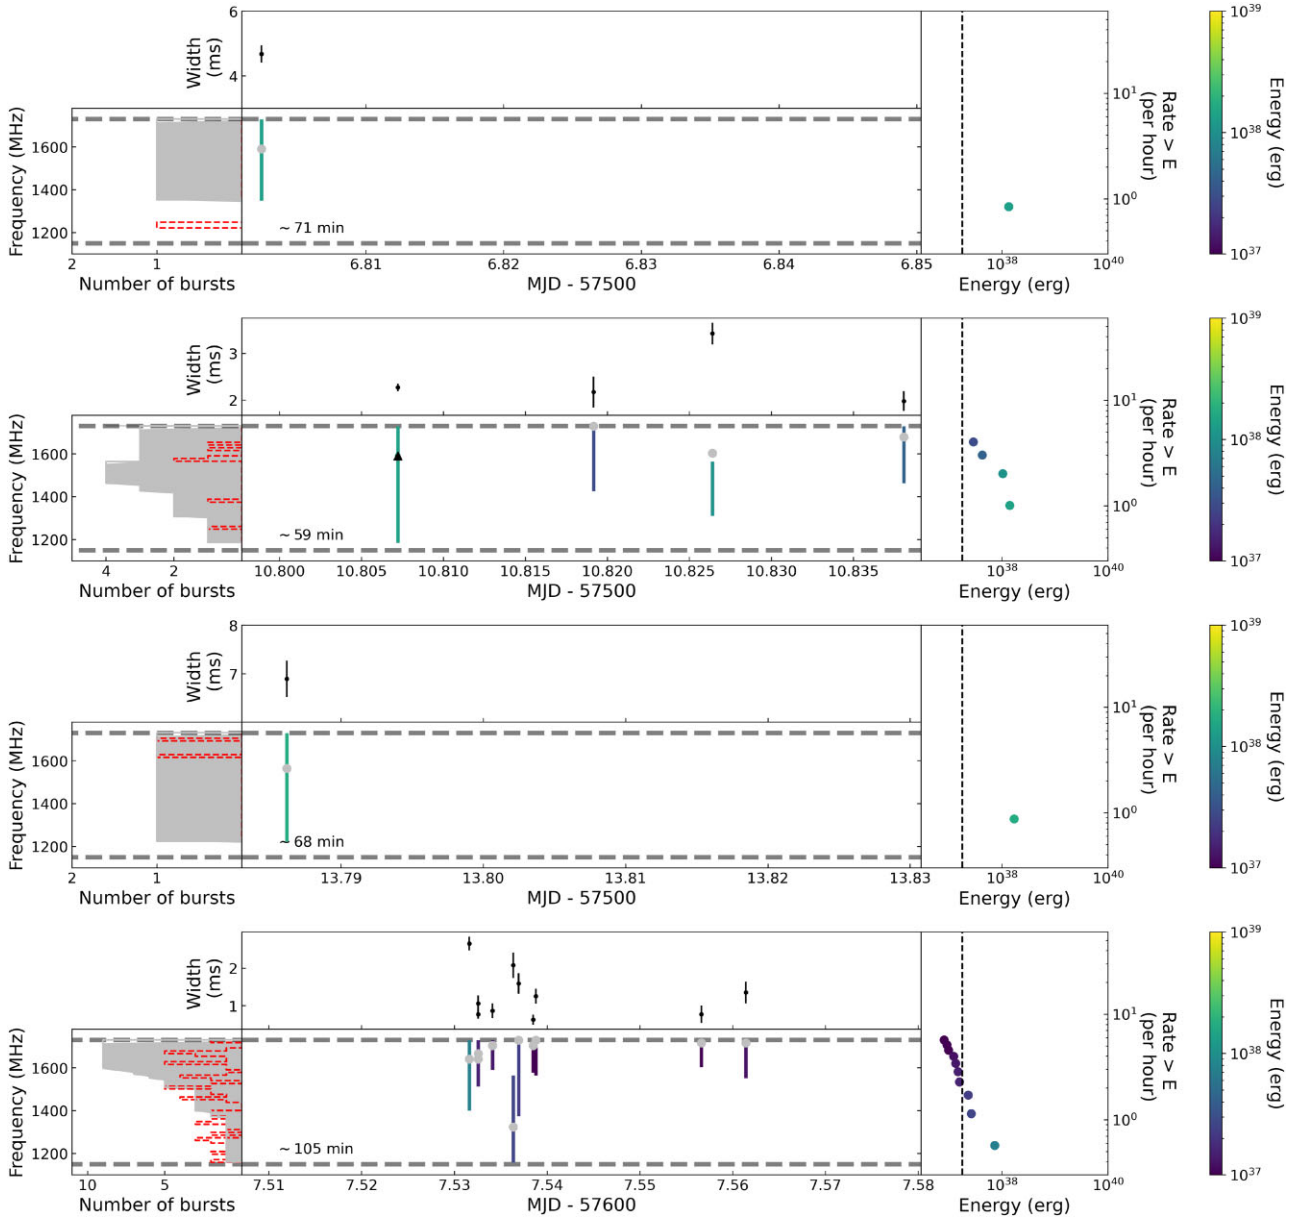 6
4
Width
(ms)
10^1
10^0
Rate > E
(per hour)
10^39
10^38
10^37
Energy (erg)
1600
1400
1200
Frequency (MHz)
~ 71 min
2 1
6.81 6.82 6.83 6.84 6.85
10^38 10^40
Number of bursts
MJD - 57500
Energy (erg)
3
2
Width
(ms)
10^1
10^0
Rate > E
(per hour)
10^39
10^38
10^37
Energy (erg)
1600
1400
1200
Frequency (MHz)
~ 59 min
4 2
10.800 10.805 10.810 10.815 10.820 10.825 10.830 10.835
10^38 10^40
Number of bursts
MJD - 57500
Energy (erg)
8
7
Width
(ms)
10^1
10^0
Rate > E
(per hour)
10^39
10^38
10^37
Energy (erg)
1600
1400
1200
Frequency (MHz)
~ 68 min
2 1
13.79 13.80 13.81 13.82 13.83
10^38 10^40
Number of bursts
MJD - 57500
Energy (erg)
2
1
Width
(ms)
10^1
10^0
Rate > E
(per hour)
10^39
10^38
10^37
Energy (erg)
1600
1400
1200
Frequency (MHz)
~ 105 min
10 5
7.51 7.52 7.53 7.54 7.55 7.56 7.57 7.58
10^38 10^40
Number of bursts
MJD - 57600
Energy (erg)